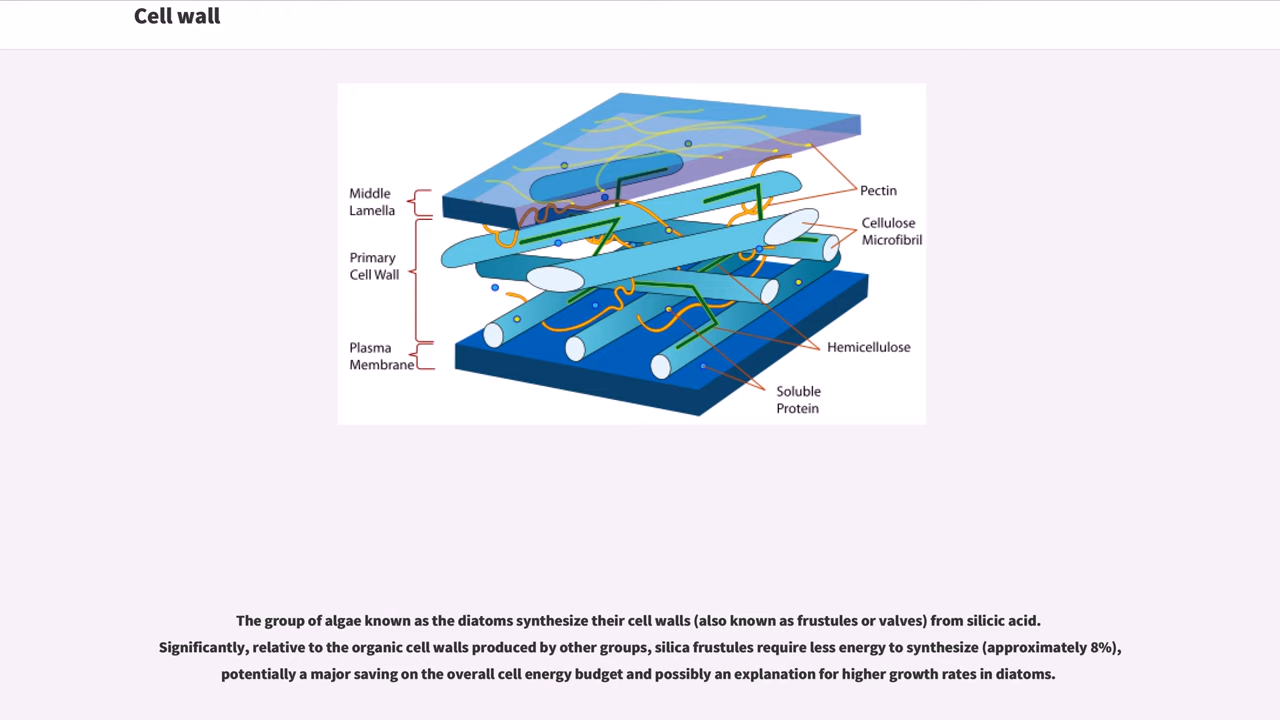 Cell wall
Middle
Lamella
Primary
Cell Wall
Plasma
Membrane
Pectin
Cellulose
Microfibril
Hemicellulose
Soluble
Protein
The group of algae known as the diatoms synthesize their cell walls (also known as frustules or valves) from silicic acid.
Significantly, relative to the organic cell walls produced by other groups, silica frustules require less energy to synthesize (approximately 8%),
potentially a major saving on the overall cell energy budget and possibly an explanation for higher growth rates in diatoms.